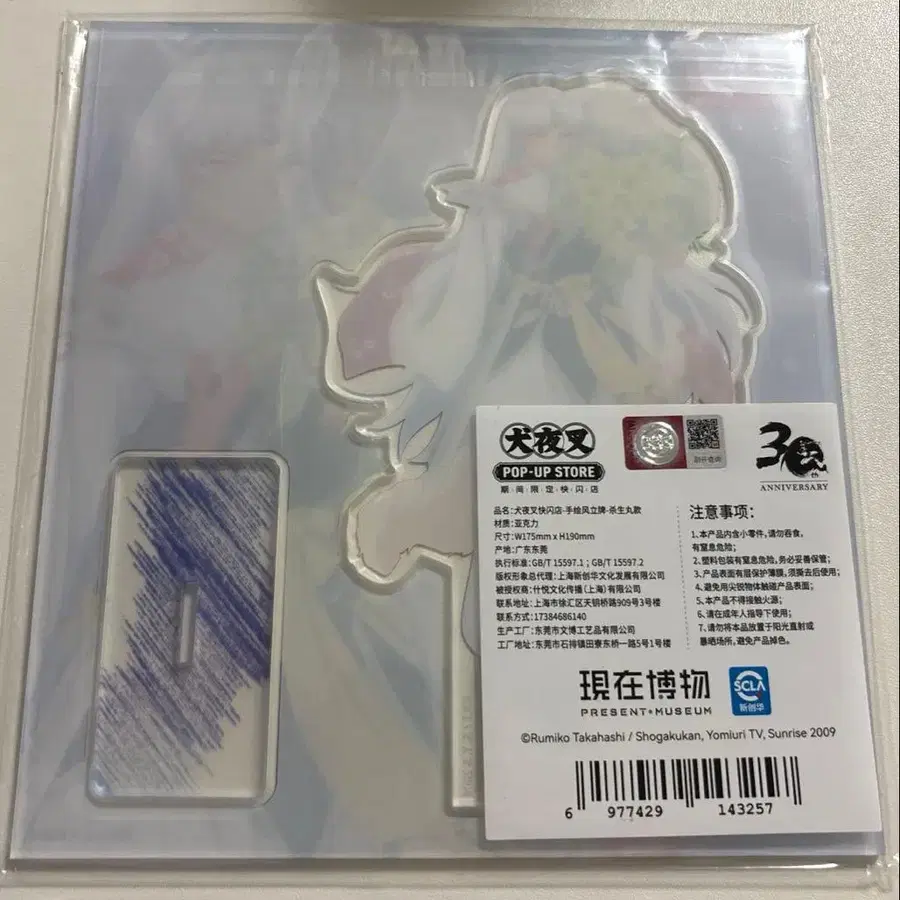 犬夜叉
POP-UP STORE
期·间·限·定·快·闪·店
30th
ANNIVERSARY
品名:犬夜叉快闪店-手绘风立牌-杀生丸款
材质:亚克力
尺寸:W175mm x H190mm
产地:广东东莞
执行标准:GB/T 15597.1 ; GB/T 15597.2
版权形象总代理:上海新创华文化发展有限公司
被授权商:什悦文化传播(上海)有限公司
联系地址:上海市徐汇区天钥桥路909号3号楼
联系方式:17384686140
生产工厂:东莞市文博工艺品有限公司
工厂地址:东莞市石排镇田寮东桥一路5号1号楼
注意事项:
1、本产品内含小零件,请勿吞食,
有窒息危险;
2、塑料包装有窒息危险,务必妥善保管;
3、产品表面有层保护薄膜,须撕去后使用;
4、避免用尖锐物体触碰产品表面;
5、本产品不得接触火源;
6、请在成年人指导下使用;
7、请勿将本品放置于阳光直射或
暴晒场所,避免产品掉色。
現在博物
PRESENT★MUSEUM
SCLA
新创华
©Rumiko Takahashi / Shogakukan, Yomiuri TV, Sunrise 2009
6 977429 143257